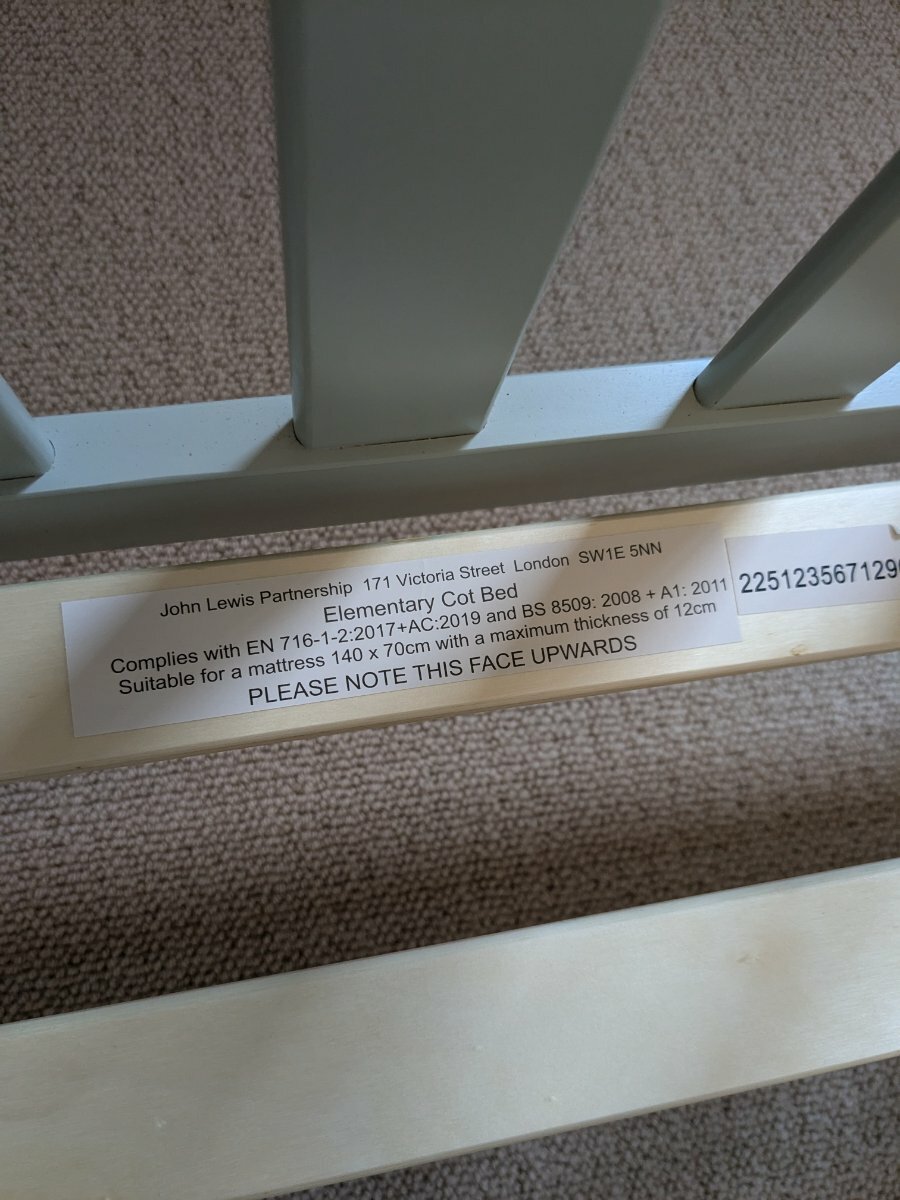 John Lewis Partnership 171 Victoria Street London SW1E 5NN
Elementary Cot Bed
Complies with EN 716-1-2:2017+AC:2019 and BS 8509: 2008 + A1: 2011
Suitable for a mattress 140 x 70cm with a maximum thickness of 12cm
PLEASE NOTE THIS FACE UPWARDS
2251235671290